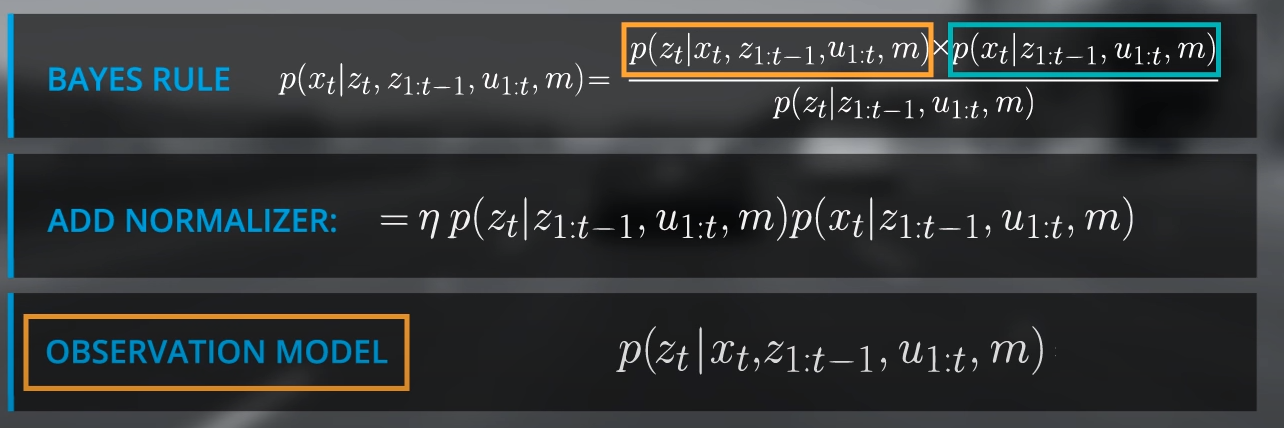 BAYES RULE p(x_t|z_t, z_{1:t−1}, u_{1:t}, m)= \frac{p(z_t|x_t, z_{1:t−1},u_{1:t}, m)×p(x_t|z_{1:t−1}, u_{1:t}, m)}{p(z_t|z_{1:t−1}, u_{1:t}, m)}
ADD NORMALIZER: = η p(z_t|z_{1:t−1}, u_{1:t}, m)p(x_t|z_{1:t−1}, u_{1:t}, m)
OBSERVATION MODEL p(z_t|x_t,z_{1:t−1}, u_{1:t}, m)